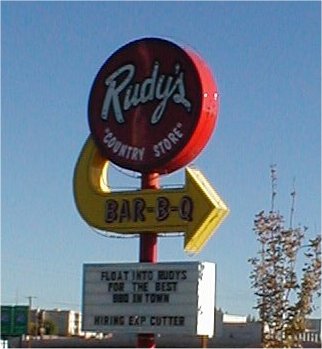 Rudy's
"COUNTRY STORE"
BAR-B-Q
FLOAT INTO RUDYS
FOR THE BEST
BBQ IN TOWN
HIRING EXP CUTTER